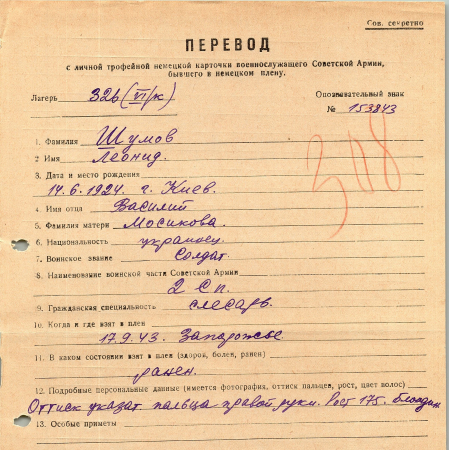 Сов. секретно
ПЕРЕВОД
с личной трофейной немецкой карточки военнослужащего Советской Армии,
бывшего в немецком плену.
Лагерь 326 (VI/к) Опознавательный знак
№ 153843
308
1. Фамилия Шумов
2 Имя Леонид.
3. Дата и место рождения
14.6.1924. г. Киев.
4. Имя отца Василий
5. Фамилия матери Мосикова.
6. Национальность украинец.
7. Воинское звание Солдат.
8. Наименование воинской части Советской Армии
2 Сп.
9. Гражданская специальность слесарь.
10. Когда и где взят в плен
17.9.43. Запорожье.
11. В каком состоянии взят в плен (здоров, болен, ранен)
ранен.
12. Подробные персональные данные (имеется фотография, оттиск пальцев, рост, цвет волос)
Оттиск указат пальца правой руки. Рост 175. блондин.
13. Особые приметы